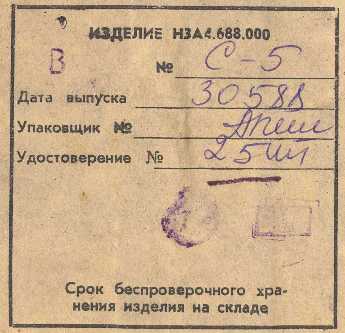 ИЗДЕЛИЕ НЗА4.688.000
В № С-5
Дата выпуска 30588
Упаковщик №
Удостоверение № 25шт
Срок беспроверочного хра-
нения изделия на складе